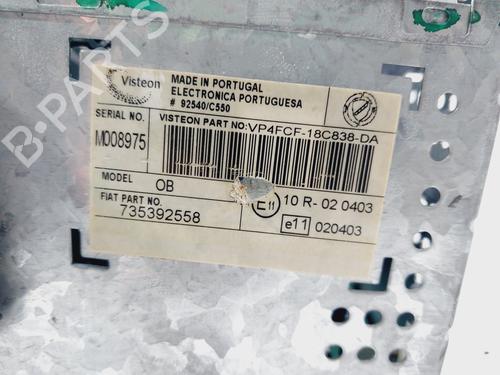 B-PARTS
Visteon
MADE IN PORTUGAL
ELECTRONICA PORTUGUESA
# 92540/C550
SERIAL NO.
VISTEON PART NO:VP4FCF-18C838-DA
M008975
MODEL OB
E11 10 R- 02 0403
FIAT PART NO.
735392558
e11 020403